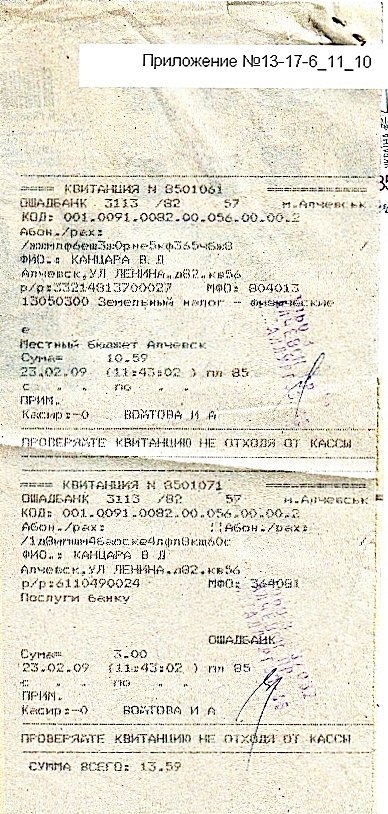 Приложение №13-17-6_11_10
==== КВИТАНЦИЯ N 8501061 ====
ОЩАДБАНК 3113 /82 57 м.Алчевськ
КОД: 001.0091.0082.00.056.00.00.2
Абон./рах:
ФИО.: КАНЦАРА В Д
Алчевск,УЛ ЛЕНИНА,д82,кв56
р/р:33214813700027 МФО: 804013
13050300 Земельный налог - физические
е
Местный бюджет Алчевск
Сума= 10.59
23.02.09 (11:43:02 ) пл 85
с . . по . .
ПРИМ.
Касир:-0 ВОЙТОВА И А
ПРОВЕРЯЙТЕ КВИТАНЦИЮ НЕ ОТХОДЯ ОТ КАССЫ
==== КВИТАНЦИЯ N 8501071 ====
ОЩАДБАНК 3113 /82 57 м.Алчевськ
КОД: 001.0091.0082.00.056.00.00.2
Абон./рах: ||Абон./рах:
ФИО.: КАНЦАРА В Д
Алчевск,УЛ ЛЕНИНА,д82,кв56
р/р:6110490024 МФО: 364081
Послуги банку
ОЩАДБАНК
Сума= 3.00
23.02.09 (11:43:02 ) пл 85
с . . по . .
ПРИМ.
Касир:-0 ВОЙТОВА И А
ПРОВЕРЯЙТЕ КВИТАНЦИЮ НЕ ОТХОДЯ ОТ КАССЫ
СУММА ВСЕГО: 13.59